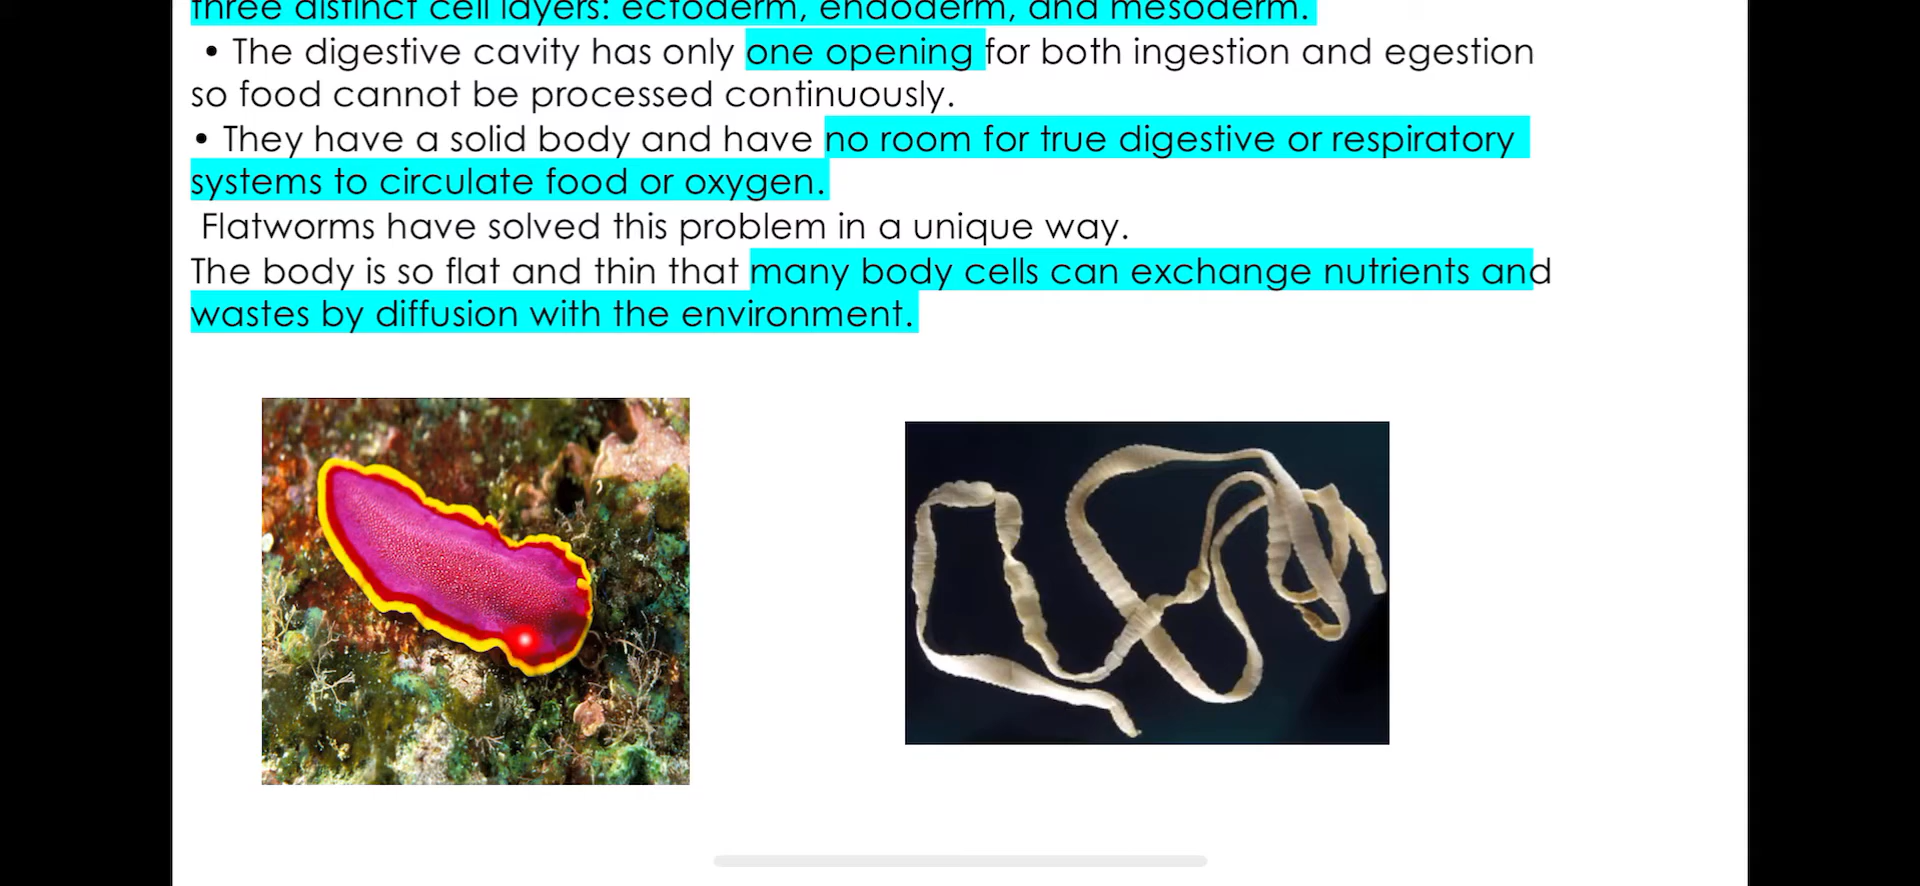 three distinct cell layers: ectoderm, endoderm, and mesoderm.
• The digestive cavity has only one opening for both ingestion and egestion
so food cannot be processed continuously.
• They have a solid body and have no room for true digestive or respiratory
systems to circulate food or oxygen.
Flatworms have solved this problem in a unique way.
The body is so flat and thin that many body cells can exchange nutrients and
wastes by diffusion with the environment.